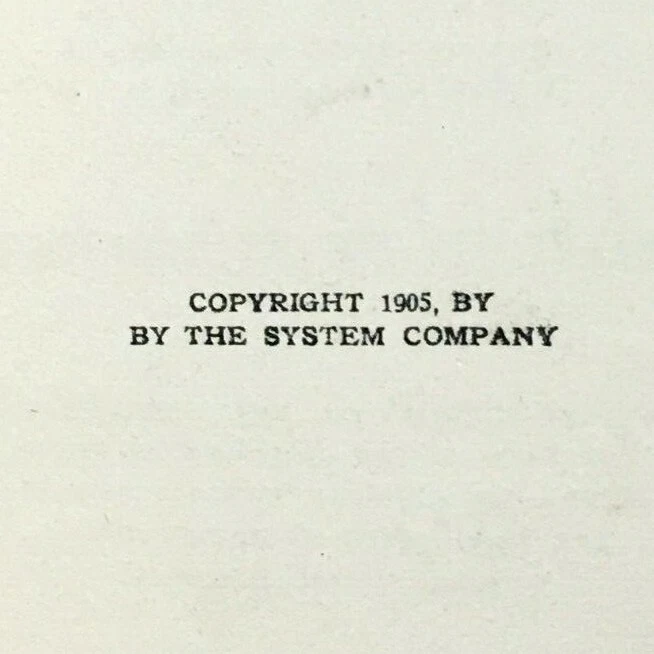 COPYRIGHT 1905, BY
BY THE SYSTEM COMPANY